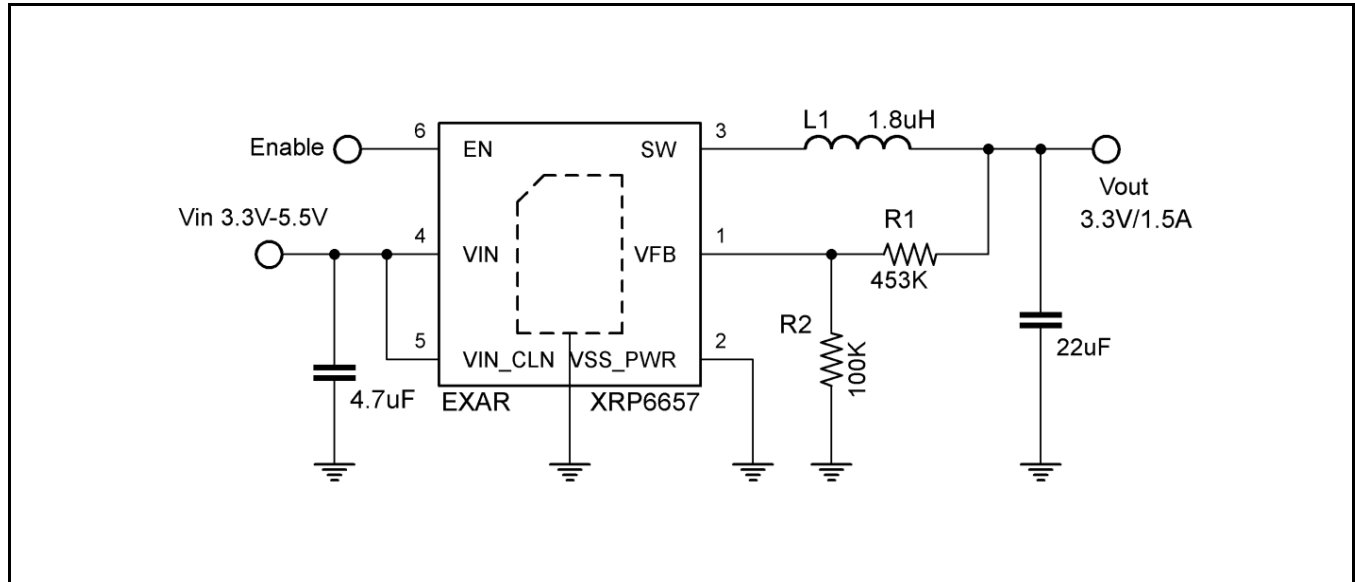 L1 1.8uH
6 3
Enable EN SW
Vin 3.3V-5.5V
Vout
3.3V/1.5A
R1
4 1
VIN VFB
453K
R2
100K
5 2
VIN_CLN VSS_PWR
22uF
4.7uF
EXAR XRP6657